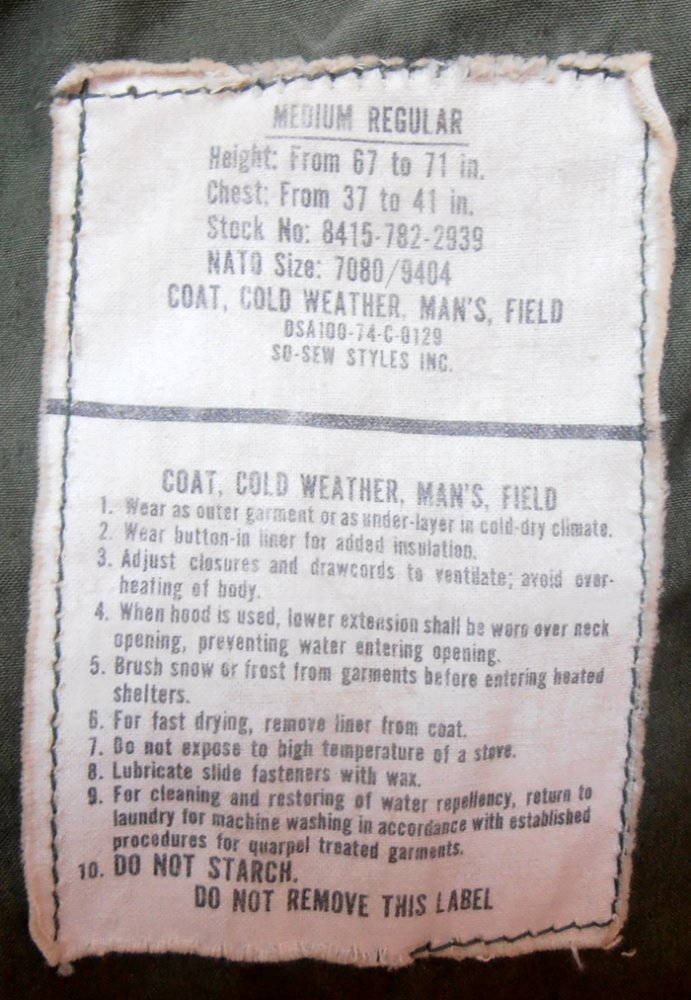 MEDIUM REGULAR
Height: From 67 to 71 in.
Chest: From 37 to 41 in.
Stock No: 8415-782-2939
NATO Size: 7080/9404
COAT, COLD WEATHER, MAN'S, FIELD
DSA100-74-C-0129
SO-SEW STYLES INC.
COAT, COLD WEATHER, MAN'S, FIELD
1. Wear as outer garment or as under-layer in cold-dry climate.
2. Wear button-in liner for added insulation.
3. Adjust closures and drawcords to ventilate; avoid over-
heating of body.
4. When hood is used, lower extension shall be worn over neck
opening, preventing water entering opening.
5. Brush snow or frost from garments before entering heated
shelters.
6. For fast drying, remove liner from coat.
7. Do not expose to high temperature of a stove.
8. Lubricate slide fasteners with wax.
9. For cleaning and restoring of water repellency, return to
laundry for machine washing in accordance with established
procedures for quarpel treated garments.
10. DO NOT STARCH.
DO NOT REMOVE THIS LABEL